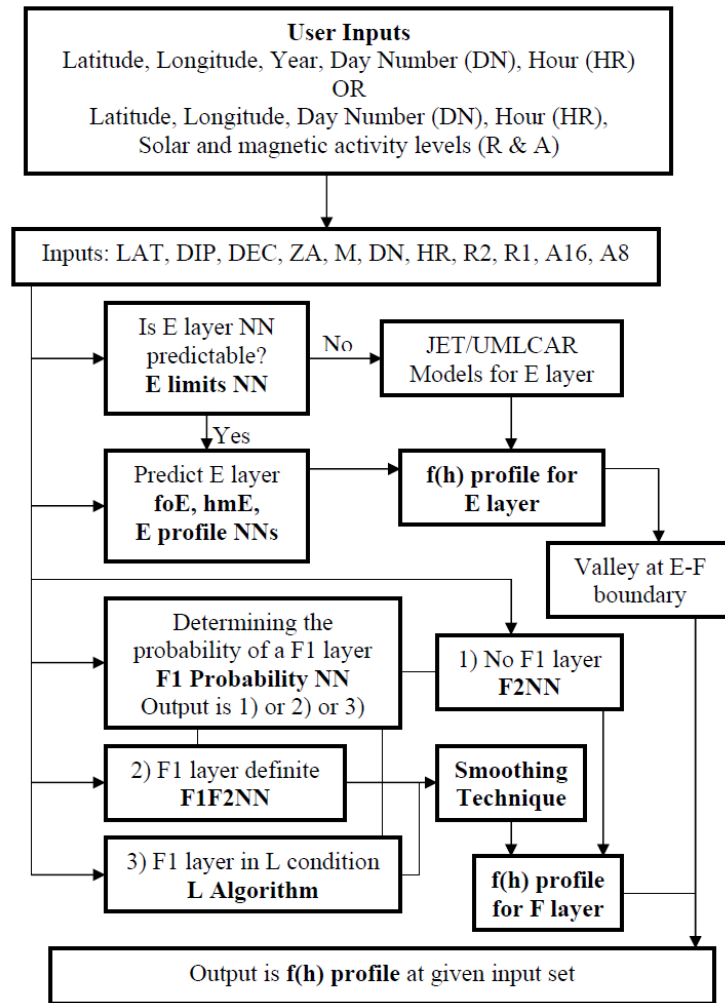 User Inputs
Latitude, Longitude, Year, Day Number (DN), Hour (HR)
OR
Latitude, Longitude, Day Number (DN), Hour (HR),
Solar and magnetic activity levels (R & A)
Inputs: LAT, DIP, DEC, ZA, M, DN, HR, R2, R1, A16, A8
Is E layer NN
predictable?
E limits NN
No
JET/UMLCAR
Models for E layer
Yes
Predict E layer
foE, hmE,
E profile NNs
f(h) profile for
E layer
Valley at E-F
boundary
Determining the
probability of a F1 layer
F1 Probability NN
Output is 1) or 2) or 3)
1) No F1 layer
F2NN
2) F1 layer definite
F1F2NN
Smoothing
Technique
3) F1 layer in L condition
L Algorithm
f(h) profile
for F layer
Output is f(h) profile at given input set